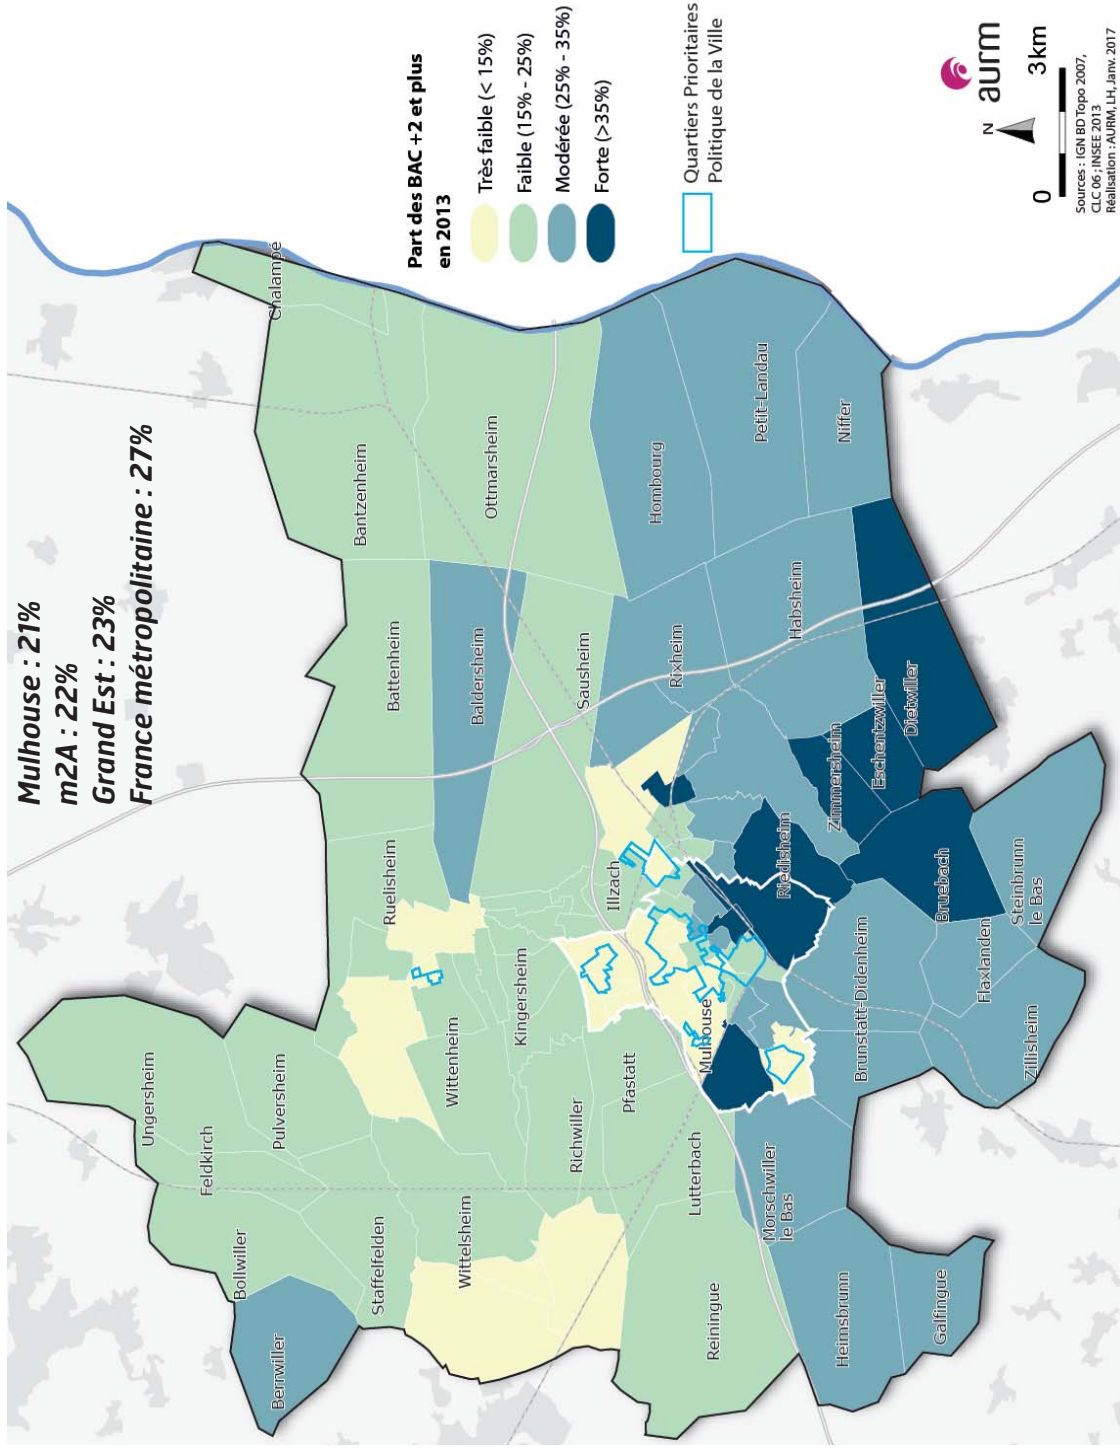 Mulhouse : 21%
m2A : 22%
Grand Est : 23%
France métropolitaine : 27%
Part des BAC +2 et plus
en 2013
Très faible (< 15%)
Faible (15% - 25%)
Modérée (25% - 35%)
Forte (>35%)
Quartiers Prioritaires
Politique de la Ville
Ungersheim
Feldkirch
Bollwiller
Berrwiller
Pulversheim
Staffelfelden
Wittelsheim
Wittenheim
Ruelisheim
Battenheim
Bantzenheim
Chalampé
Baldersheim
Ottmarsheim
Kingersheim
Richwiller
Pfastatt
Illzach
Sausheim
Hombourg
Rixheim
Petit-Landau
Niffer
Habsheim
Lutterbach
Reiningue
Mulhouse
Riedisheim
Zimmersheim
Eschentzwiller
Dietwiller
Morschwiller
le Bas
Heimsbrunn
Galfingue
Brunstatt-Didenheim
Bruebach
Flaxlanden
Steinbrunn
le Bas
Zillisheim
N
aurm
0
3km
Sources : IGN BD Topo 2007,
CLC 06 ; INSEE 2013
Réalisation : AURM, LH, Janv. 2017